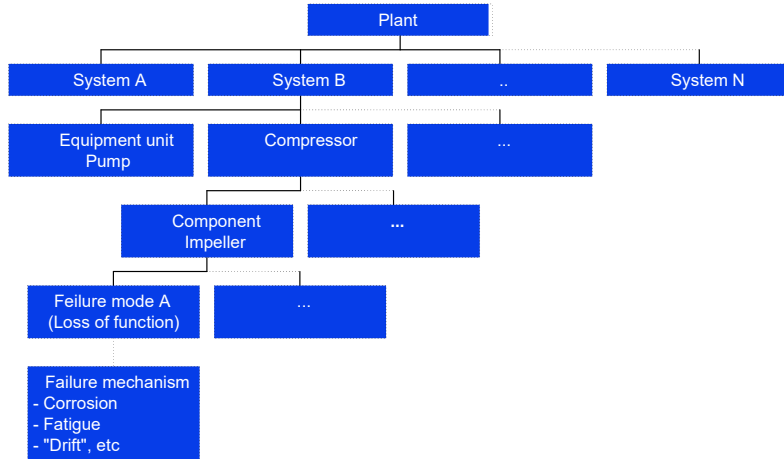 Plant
System A
System B
..
System N
Equipment unit
Pump
Compressor
...
Component
Impeller
...
Feilure mode A
(Loss of function)
...
Failure mechanism
- Corrosion
- Fatigue
- "Drift", etc